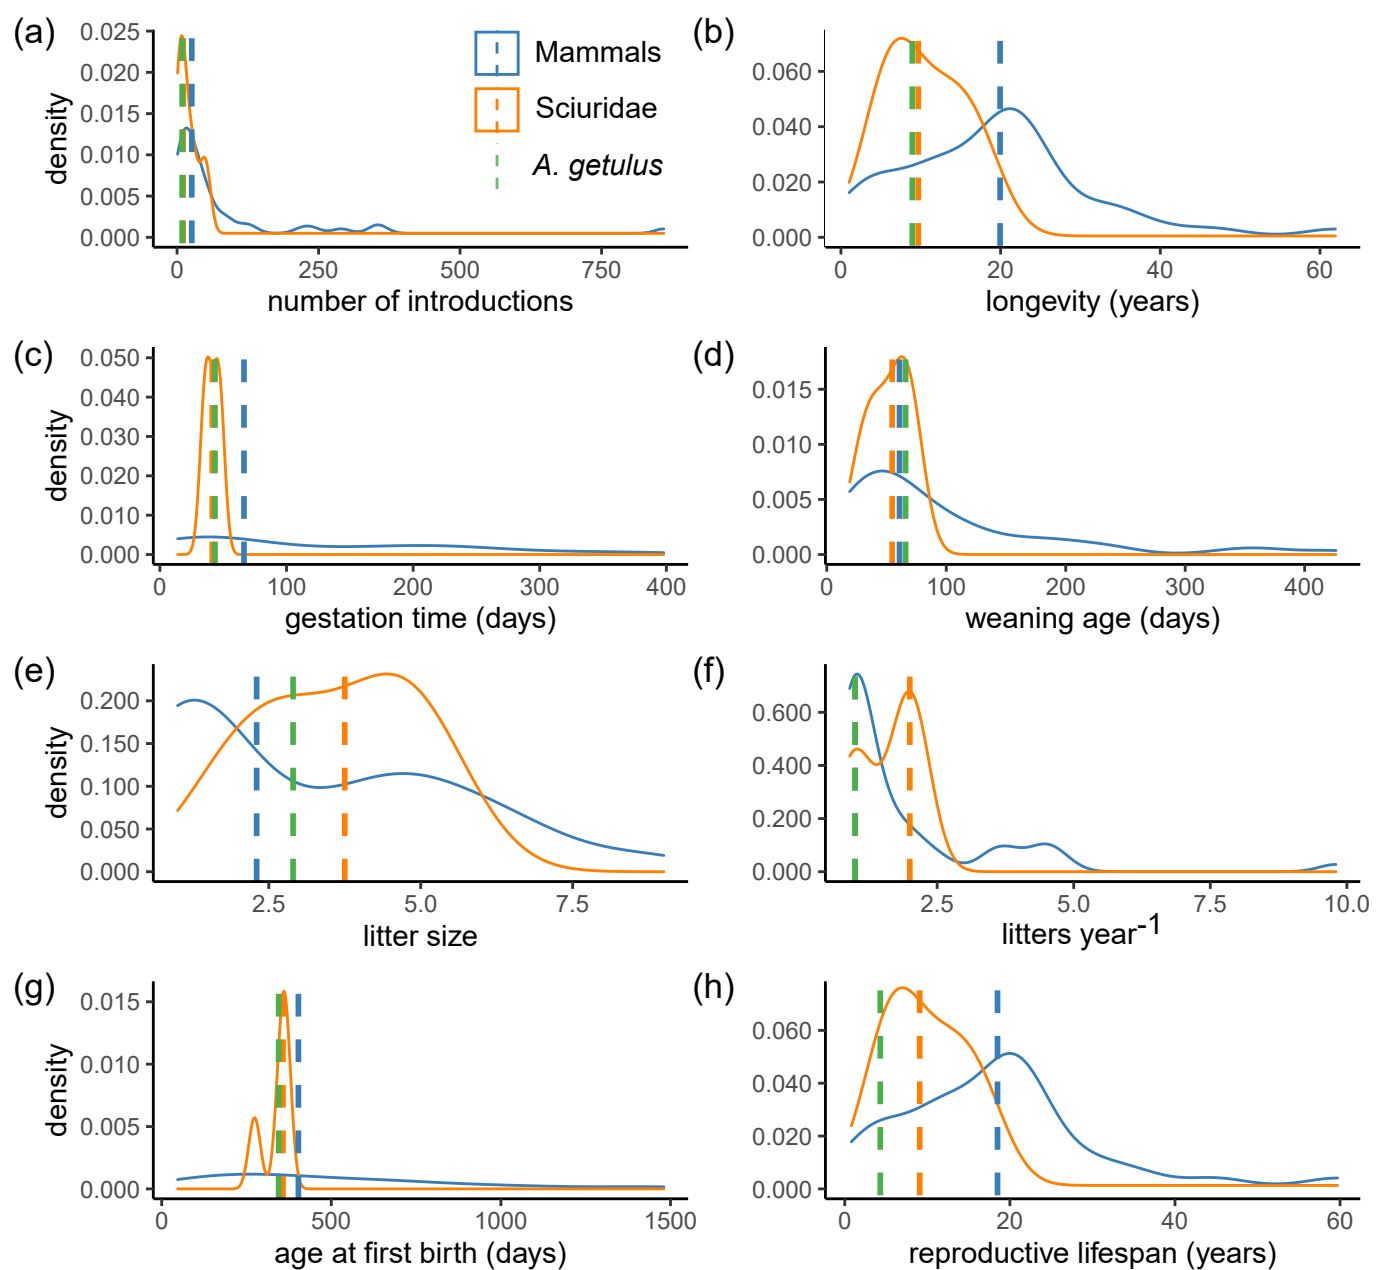 (a)
0.025
0.020
0.015
0.010
0.005
0.000
density
0 250 500 750
number of introductions
Mammals
Sciuridae
A. getulus
(b)
0.060
0.040
0.020
0.000
0 20 40 60
longevity (years)
(c)
0.050
0.040
0.030
0.020
0.010
0.000
density
0 100 200 300 400
gestation time (days)
(d)
0.015
0.010
0.005
0.000
0 100 200 300 400
weaning age (days)
(e)
0.200
0.150
0.100
0.050
0.000
density
2.5 5.0 7.5
litter size
(f)
0.600
0.400
0.200
0.000
2.5 5.0 7.5 10.0
litters year-1
(g)
0.015
0.010
0.005
0.000
density
0 500 1000 1500
age at first birth (days)
(h)
0.060
0.040
0.020
0.000
0 20 40 60
reproductive lifespan (years)